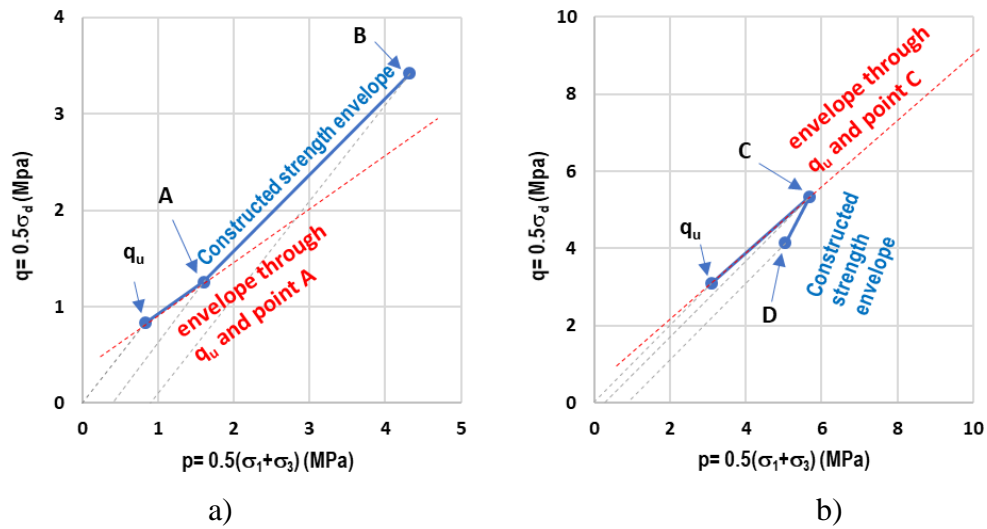 4
3
2
1
0
q= 0.5σd (Mpa)
B
A
qu
Constructed strength envelope
envelope through
qu and point A
0
1
2
3
4
5
p= 0.5(σ1+σ3) (MPa)
a)
10
8
6
4
2
0
q= 0.5σd (Mpa)
envelope through
qu and point C
C
qu
D
Constructed
strength
envelope
0
2
4
6
8
10
p= 0.5(σ1+σ3) (MPa)
b)